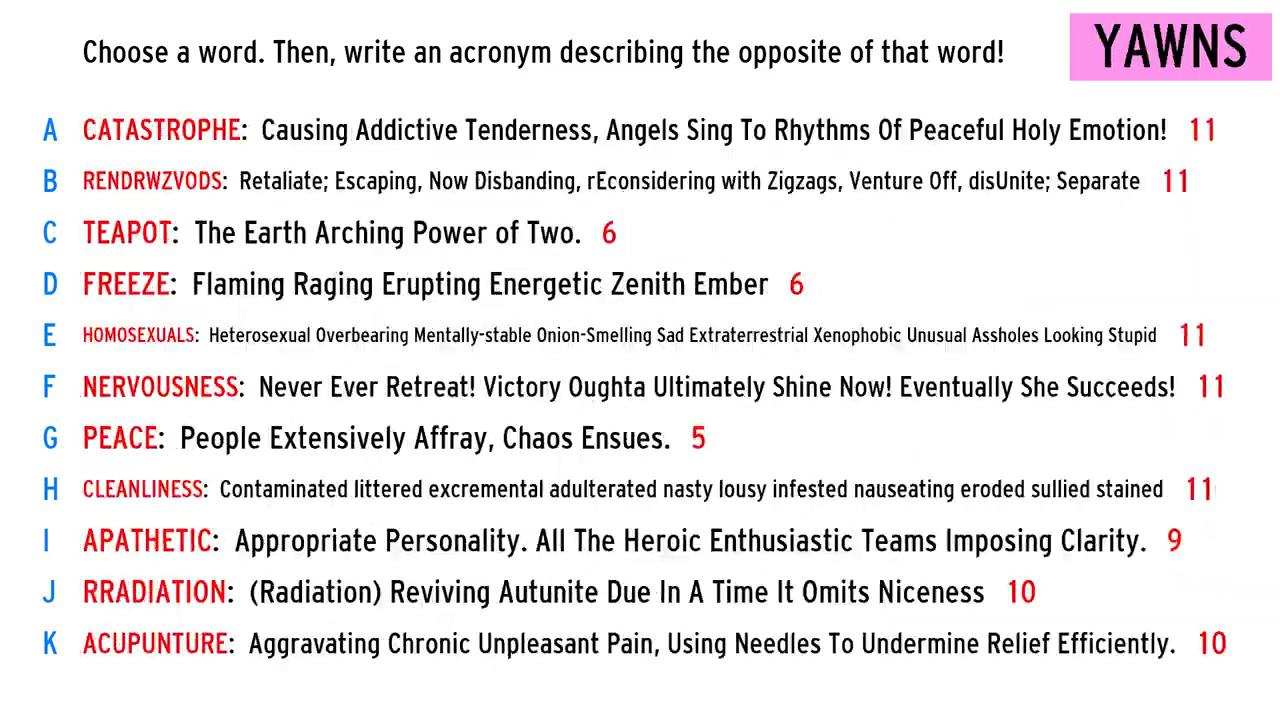 Choose a word. Then, write an acronym describing the opposite of that word!
YAWNS
A CATASTROPHE: Causing Addictive Tenderness, Angels Sing To Rhythms Of Peaceful Holy Emotion! 11
B RENDRWZVODS: Retaliate; Escaping, Now Disbanding, rEconsidering with Zigzags, Venture Off, disUnite; Separate 11
C TEAPOT: The Earth Arching Power of Two. 6
D FREEZE: Flaming Raging Erupting Energetic Zenith Ember 6
E HOMOSEXUALS: Heterosexual Overbearing Mentally-stable Onion-Smelling Sad Extraterrestrial Xenophobic Unusual Assholes Looking Stupid 11
F NERVOUSNESS: Never Ever Retreat! Victory Oughta Ultimately Shine Now! Eventually She Succeeds! 11
G PEACE: People Extensively Affray, Chaos Ensues. 5
H CLEANLINESS: Contaminated littered excremental adulterated nasty lousy infested nauseating eroded sullied stained 11
I APATHETIC: Appropriate Personality. All The Heroic Enthusiastic Teams Imposing Clarity. 9
J RRADIATION: (Radiation) Reviving Autunite Due In A Time It Omits Niceness 10
K ACUPUNTURE: Aggravating Chronic Unpleasant Pain, Using Needles To Undermine Relief Efficiently. 10